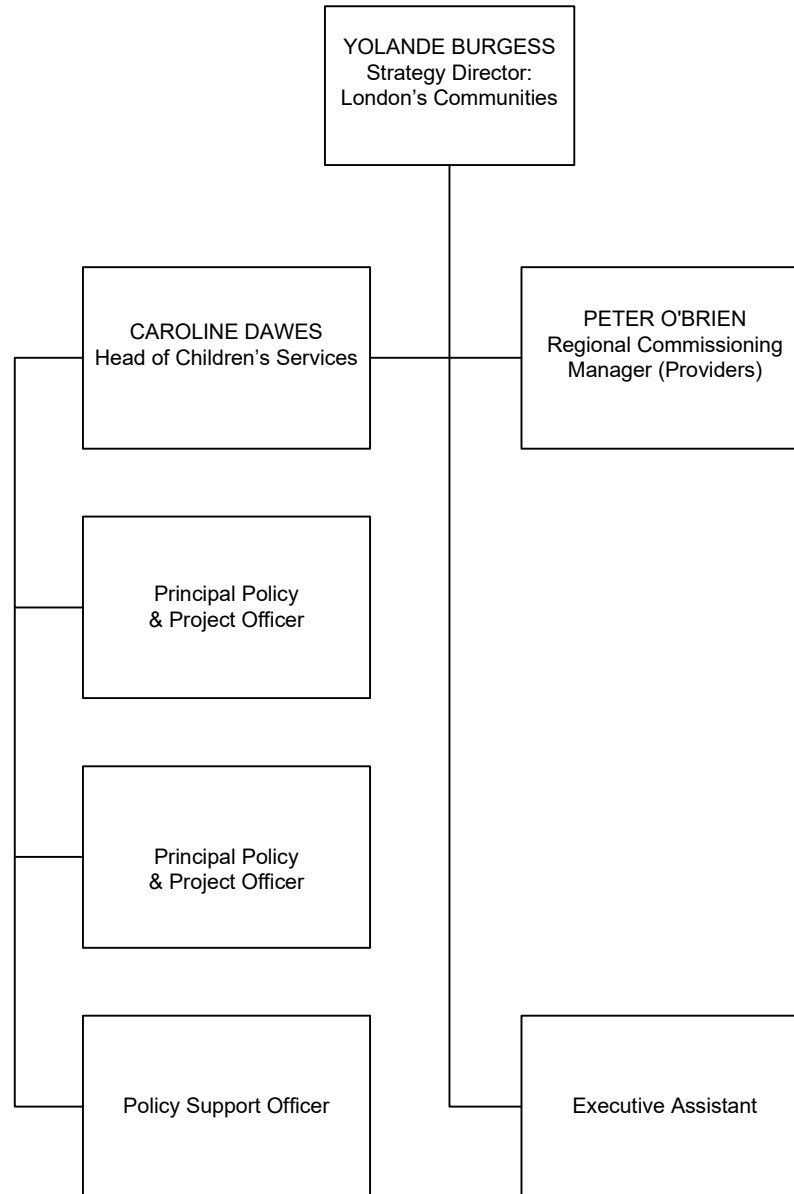 YOLANDE BURGESS
Strategy Director:
London’s Communities
CAROLINE DAWES
Head of Children’s Services
PETER O'BRIEN
Regional Commissioning
Manager (Providers)
Principal Policy
& Project Officer
Principal Policy
& Project Officer
Policy Support Officer
Executive Assistant